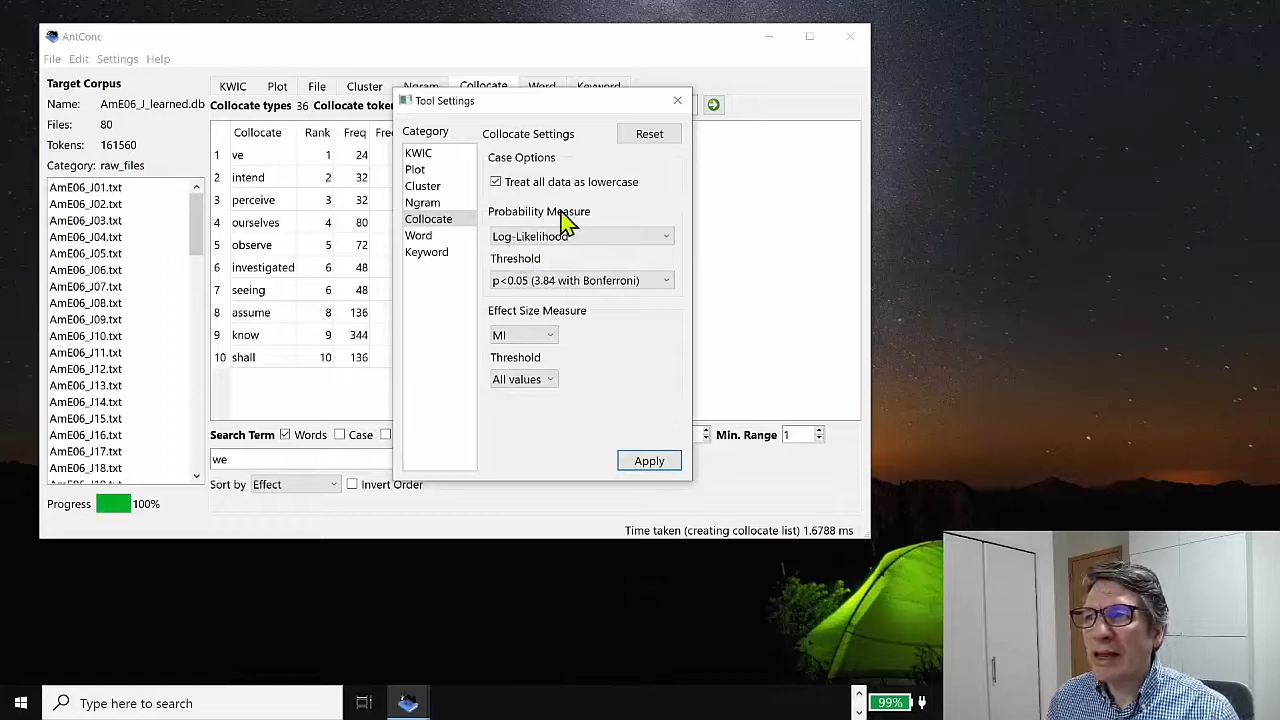 AntConc
File Edit Settings Help
Target Corpus
Name: AmE06_J_learned.db
Files: 80
Tokens: 161560
Category: raw_files
AmE06_J01.txt
AmE06_J02.txt
AmE06_J03.txt
AmE06_J04.txt
AmE06_J05.txt
AmE06_J06.txt
AmE06_J07.txt
AmE06_J08.txt
AmE06_J09.txt
AmE06_J10.txt
AmE06_J11.txt
AmE06_J12.txt
AmE06_J13.txt
AmE06_J14.txt
AmE06_J15.txt
AmE06_J16.txt
AmE06_J17.txt
AmE06_J18.txt
Progress 100%
KWIC Plot File Cluster Ngram Collocate Word Keyword
Collocate types 36 Collocate token
Collocate Rank Freq Fre
1 ve 1 24
2 intend 2 32
3 perceive 3 32
4 ourselves 4 80
5 observe 5 72
6 investigated 6 48
7 seeing 6 48
8 assume 8 136
9 know 9 344
10 shall 10 136
Search Term Words Case
Min. Range 1
we
Sort by Effect Invert Order
Time taken (creating collocate list) 1.6788 ms
Tool Settings
Category
KWIC
Plot
Cluster
Ngram
Collocate
Word
Keyword
Collocate Settings Reset
Case Options
Treat all data as lowercase
Probability Measure
Log-Likelihood
Threshold
p<0.05 (3.84 with Bonferroni)
Effect Size Measure
MI
Threshold
All values
Apply
Type here to search
99%